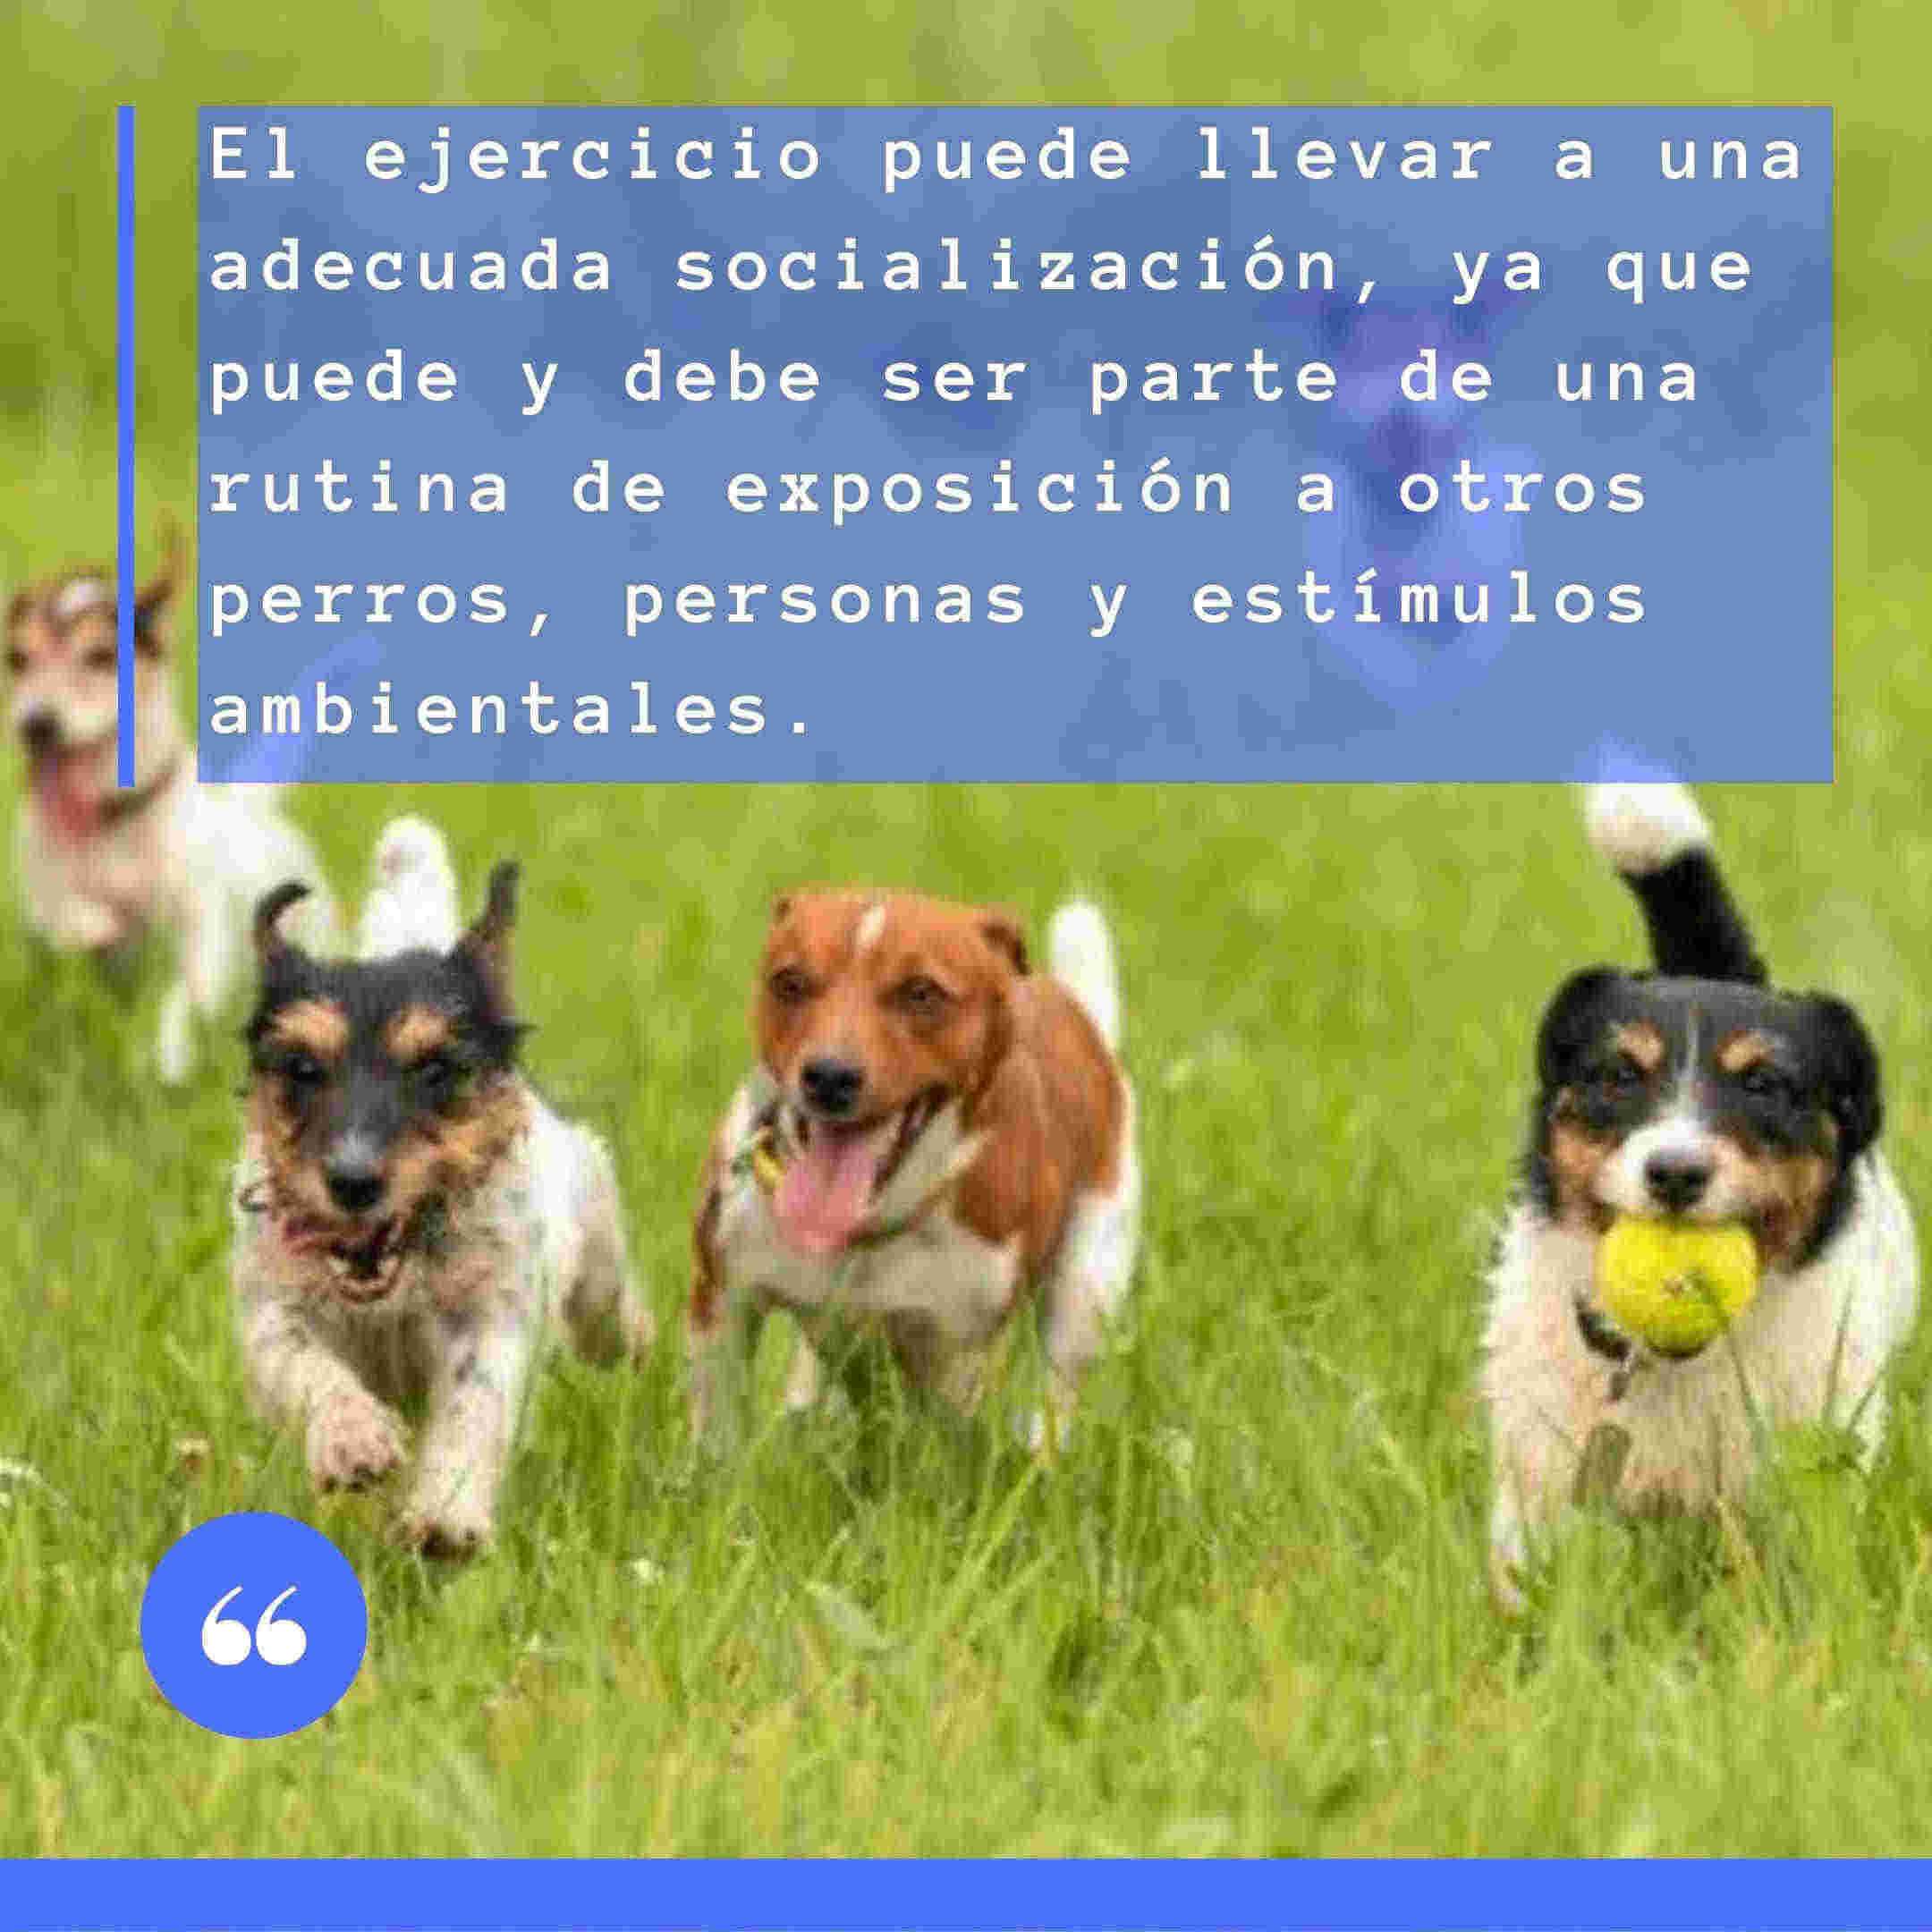 El ejercicio puede llevar a una
adecuada socialización, ya que
puede y debe ser parte de una
rutina de exposición a otros
perros, personas y estímulos
ambientales.